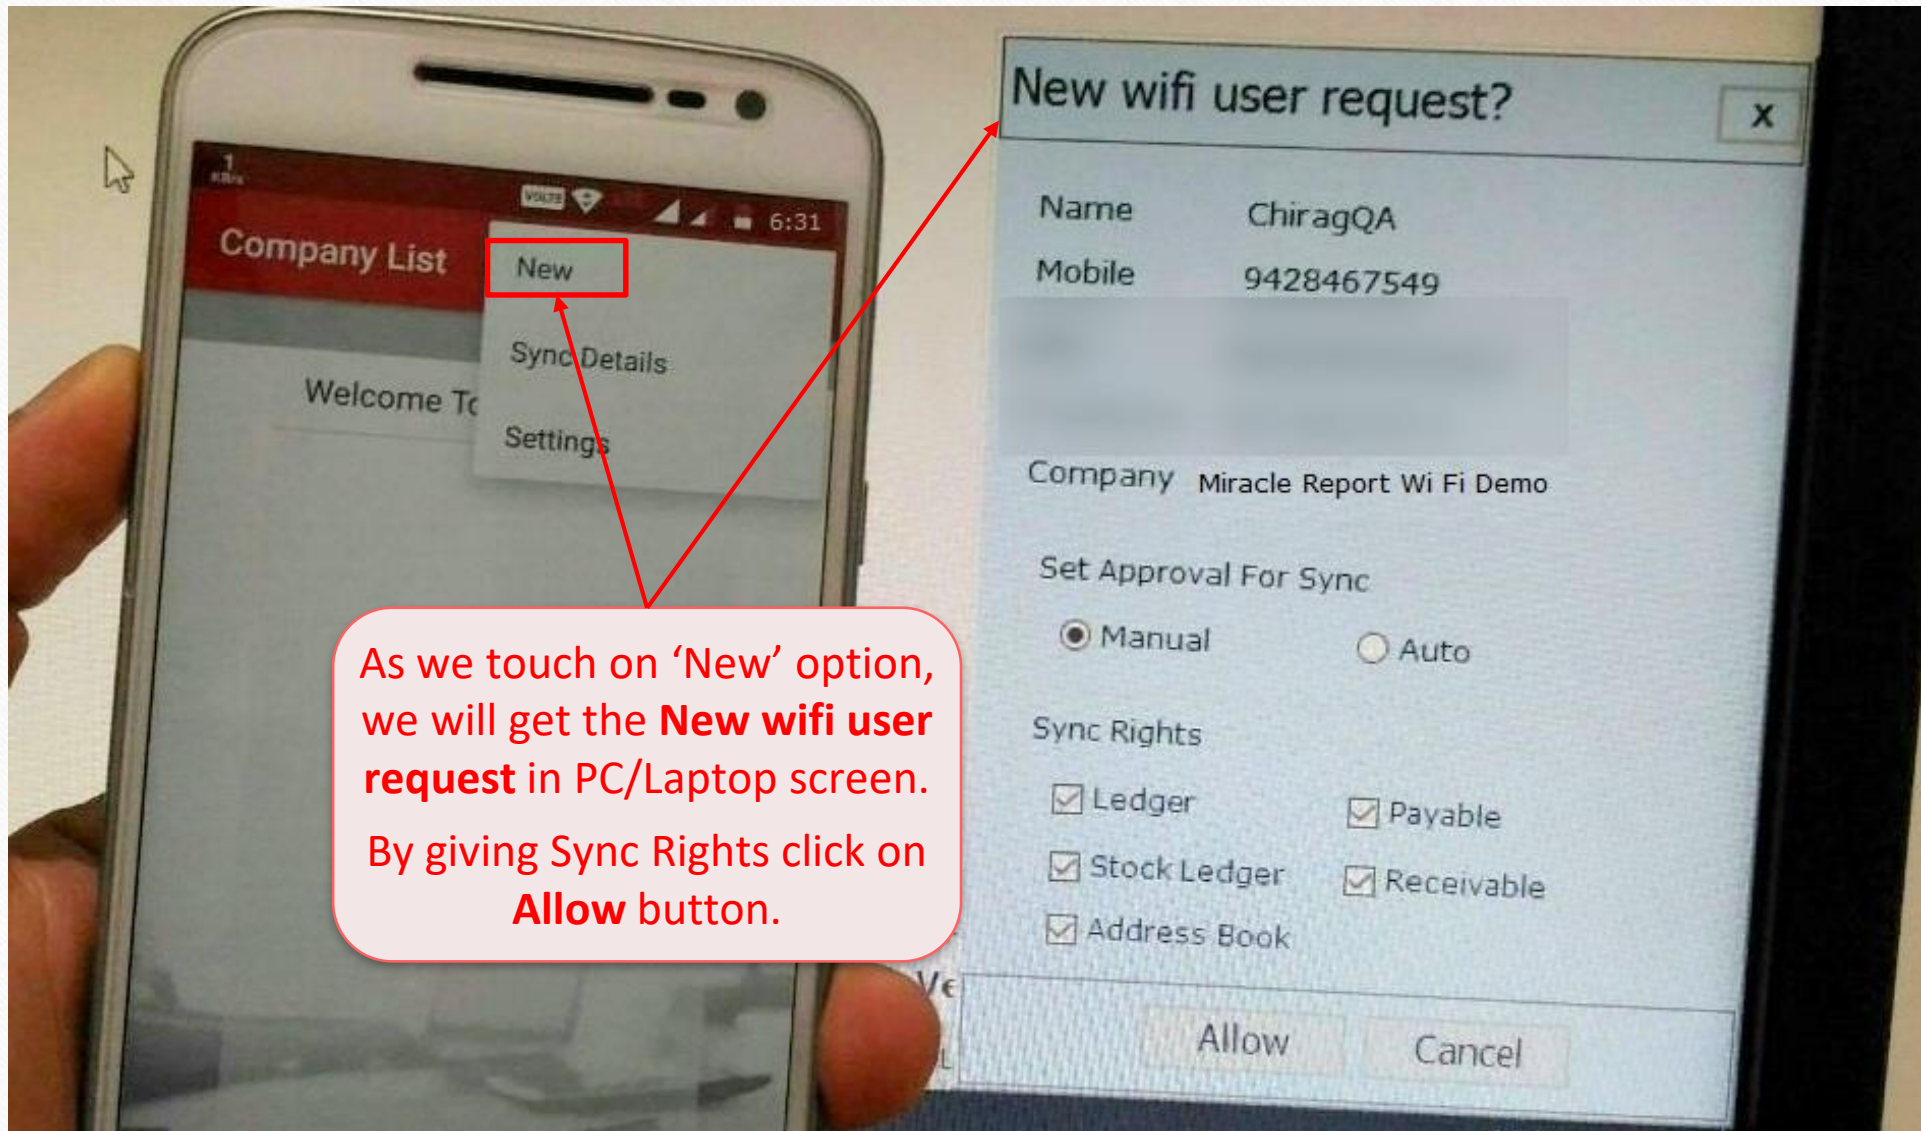 1
KB/s
VOLTE
6:31
Company List
New
Sync Details
Welcome To
Settings
As we touch on ‘New’ option,
we will get the New wifi user
request in PC/Laptop screen.
By giving Sync Rights click on
Allow button.
New wifi user request?
X
Name ChiragQA
Mobile 9428467549
Company Miracle Report Wi Fi Demo
Set Approval For Sync
Manual Auto
Sync Rights
Ledger Payable
Stock Ledger Receivable
Address Book
Allow Cancel